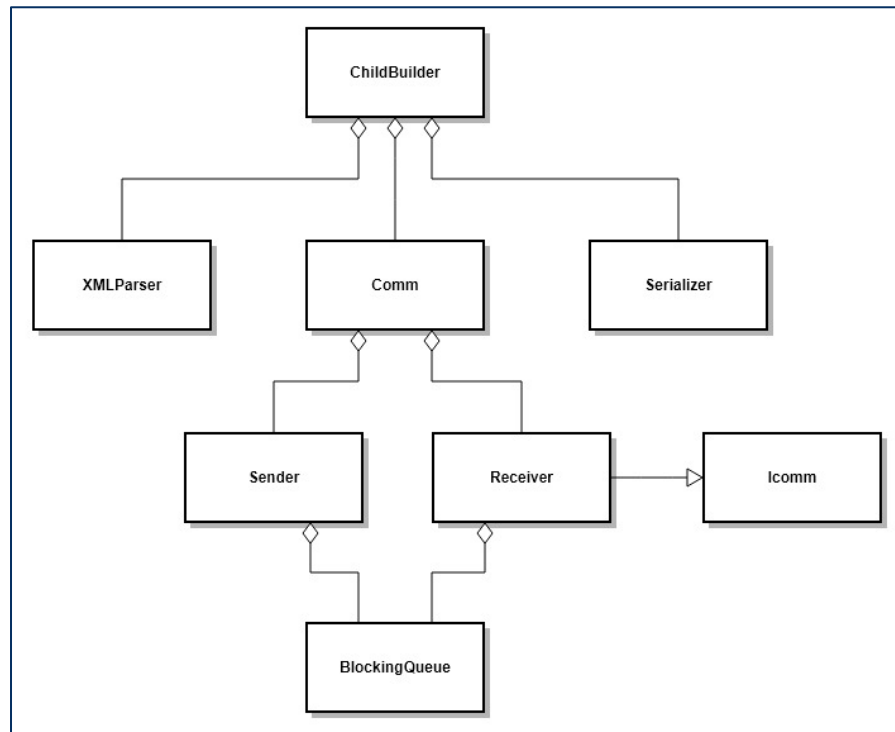 ChildBuilder
XMLParser
Comm
Serializer
Sender
Receiver
Icomm
BlockingQueue